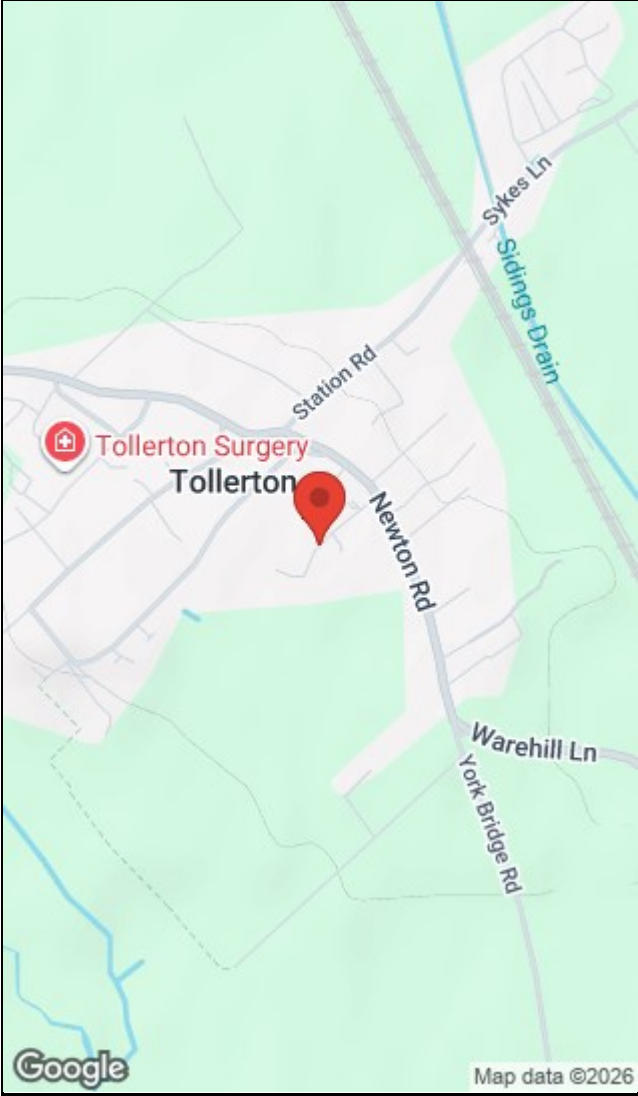 Sykes Ln
Sidings Drain
Station Rd
Tollerton Surgery
Tollerton
Newton Rd
Warehill Ln
York Bridge Rd
Google
Map data ©2026